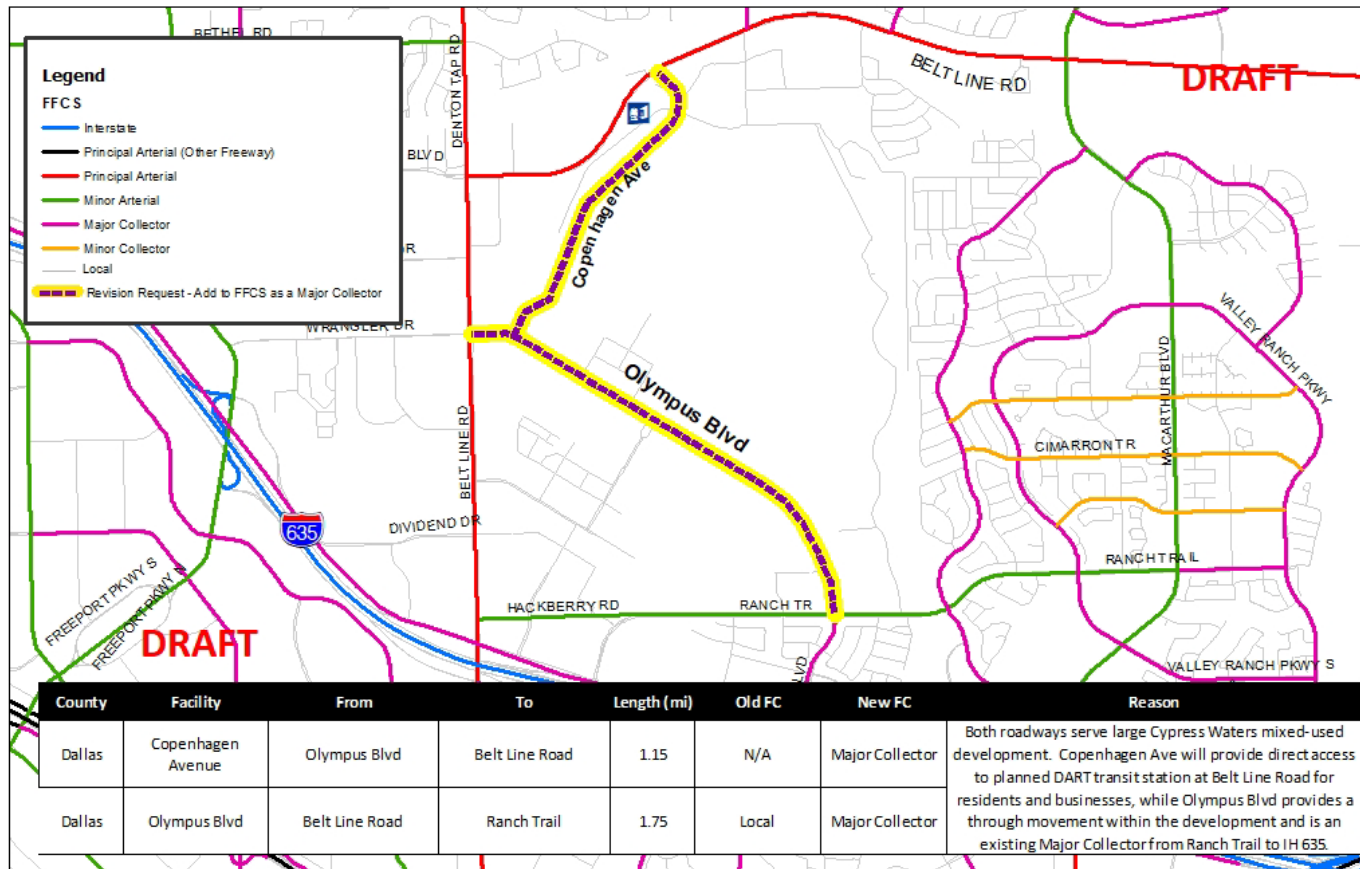 BETHEL RD
Legend
FFCS
Interstate
Principal Arterial (Other Freeway)
Principal Arterial
Minor Arterial
Major Collector
Minor Collector
Local
Revision Request - Add to FFCS as a Major Collector
DENTON TAP RD
BLVD
BELT LINE RD
DRAFT
Copenhagen Ave
WRANGLER DR
Olympus Blvd
BELT LINE RD
VALLEY RANCH PKWY
MACARTHUR BLVD
CIMARRON TR
635
DIVIDEND DR
RANCH TRAIL
FREEPORT PKWY S
FREEPORT PKWY N
HACKBERRY RD
RANCH TR
DRAFT
LVD
VALLEY RANCH PKWY S
County Facility From To Length (mi) Old FC New FC Reason
Dallas Copenhagen Avenue Olympus Blvd Belt Line Road 1.15 N/A Major Collector
Dallas Olympus Blvd Belt Line Road Ranch Trail 1.75 Local Major Collector
Both roadways serve large Cypress Waters mixed-used
development. Copenhagen Ave will provide direct access
to planned DART transit station at Belt Line Road for
residents and businesses, while Olympus Blvd provides a
through movement within the development and is an
existing Major Collector from Ranch Trail to IH 635.